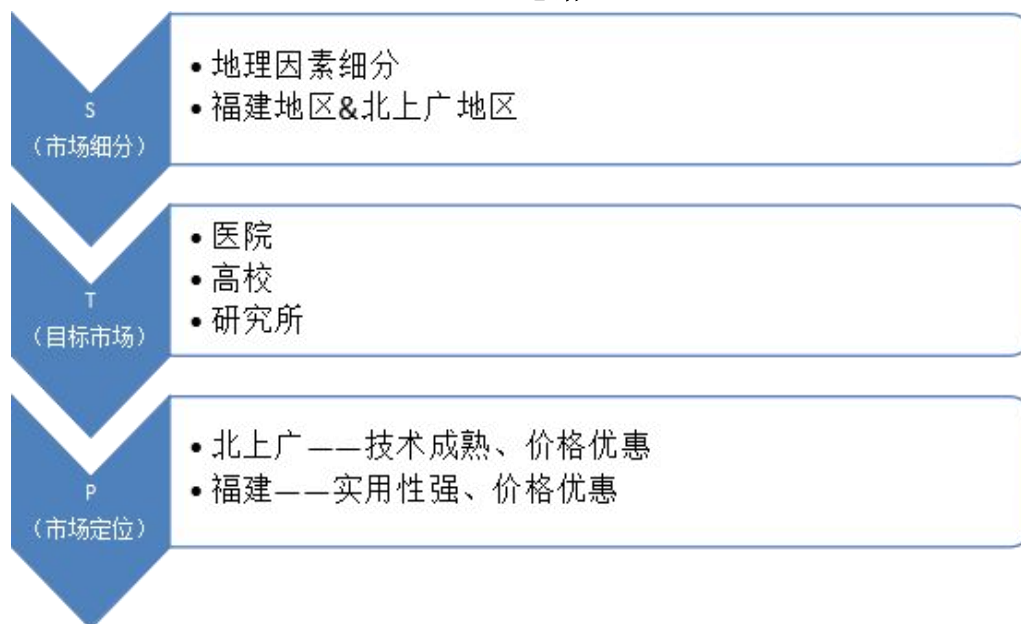 S
（市场细分）
• 地理因素细分
• 福建地区&北上广地区
T
（目标市场）
• 医院
• 高校
• 研究所
P
（市场定位）
• 北上广——技术成熟、价格优惠
• 福建——实用性强、价格优惠